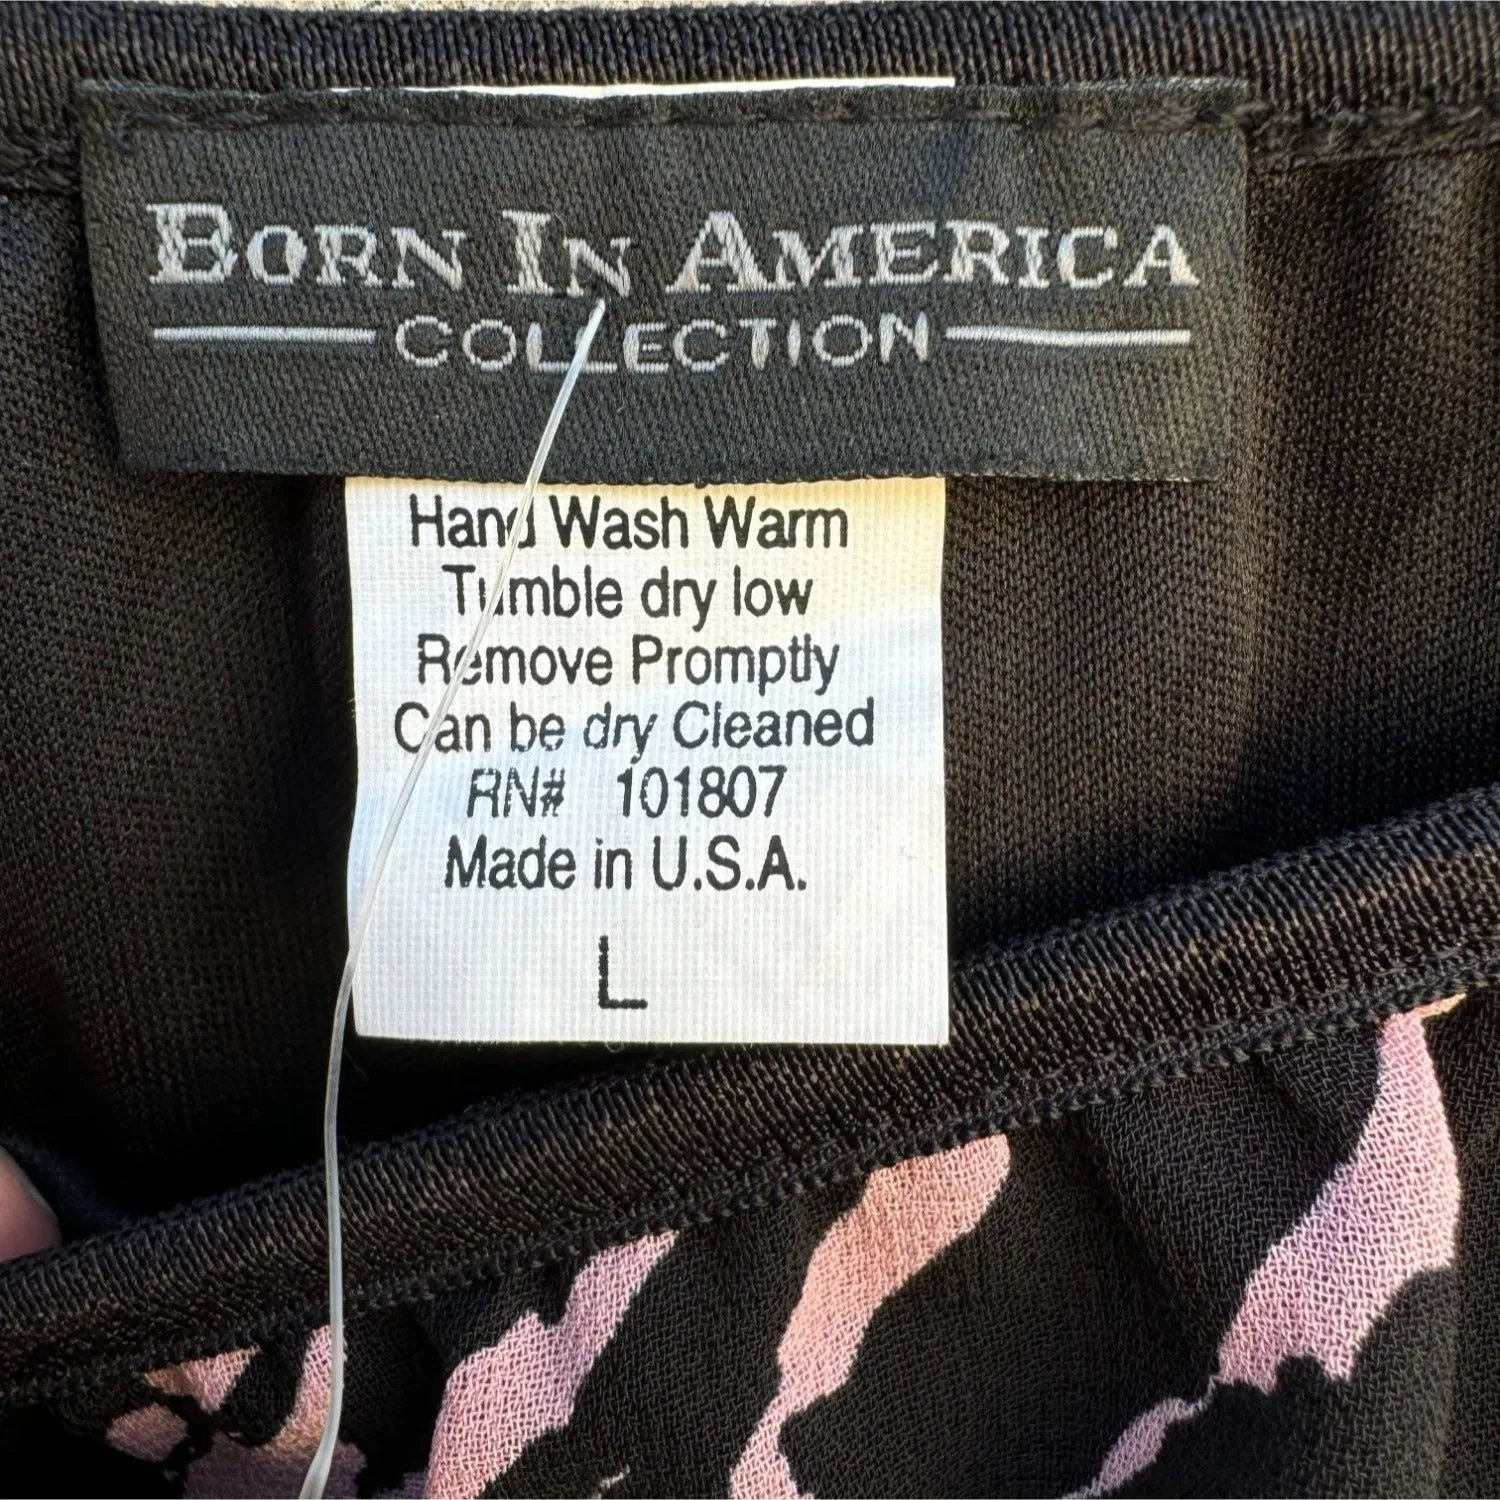 BORN IN AMERICA
COLLECTION
Hand Wash Warm
Tumble dry low
Remove Promptly
Can be dry Cleaned
RN# 101807
Made in U.S.A.
L